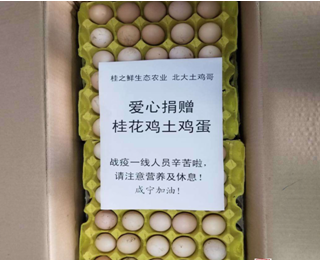 桂之鲜生态农业 北大土鸡哥
爱心捐赠
桂花鸡土鸡蛋
战疫一线人员辛苦啦,
请注意营养及休息!
咸宁加油!